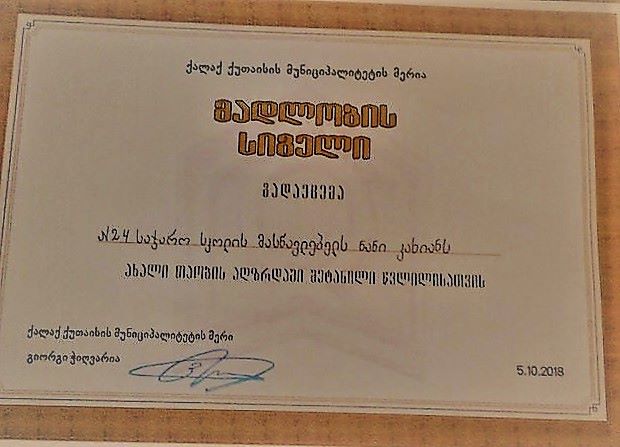 ქალაქ ქუთაისის მუნიციპალიტეტის მერია
მადლობის
სიგელი
გადაეცემა
N24 საჯარო სკოლის მასწავლებელს ნანი კახიანს
ახალი თაობის აღზრდაში შეტანილი წვლილისათვის
ქალაქ ქუთაისის მუნიციპალიტეტის მერი
გიორგი ჭიღვარია
5.10.2018